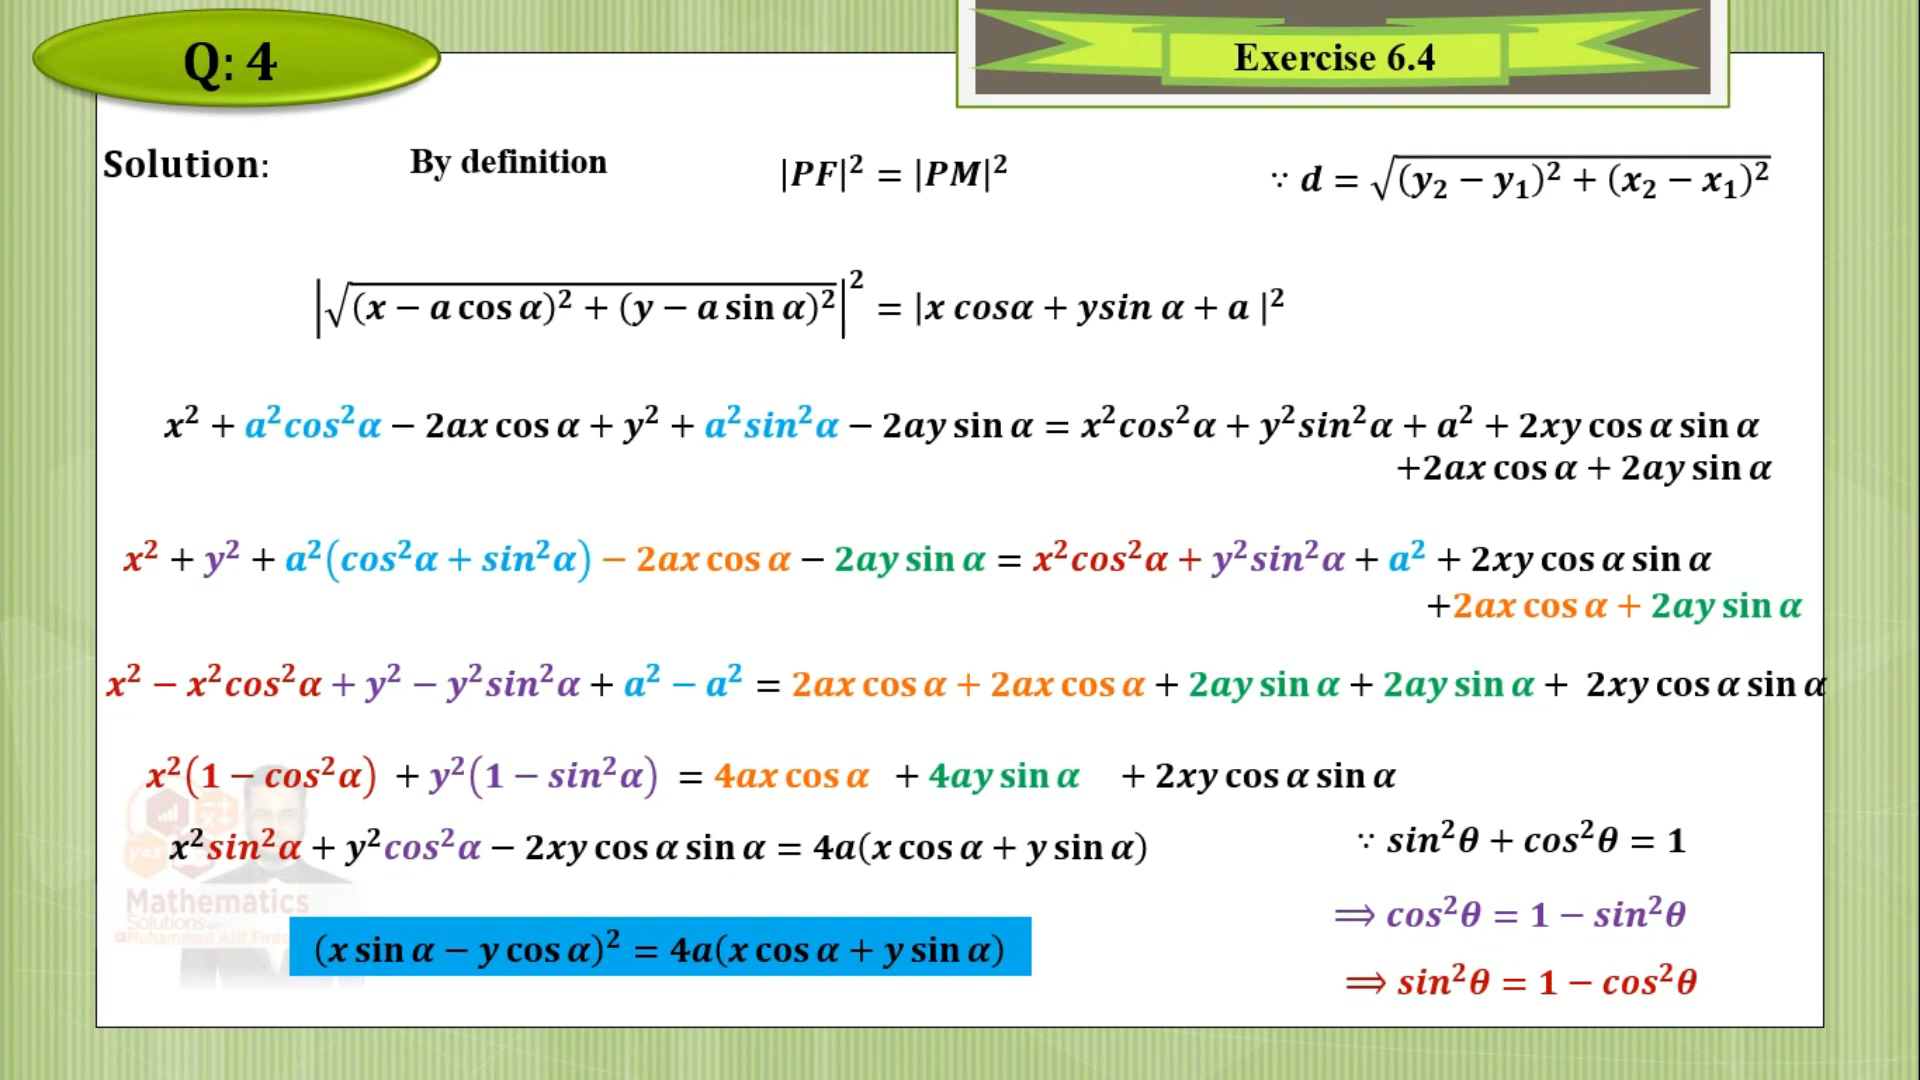 Q: 4
Exercise 6.4
Solution: By definition |PF|² = |PM|² ∵ d = √((y₂ − y₁)² + (x₂ − x₁)²)
|√((x − a cos α)² + (y − a sin α)²)|² = |x cosα + ysin α + a |²
x² + a²cos²α − 2ax cos α + y² + a²sin²α − 2ay sin α = x²cos²α + y²sin²α + a² + 2xy cos α sin α
+2ax cos α + 2ay sin α
x² + y² + a²(cos²α + sin²α) − 2ax cos α − 2ay sin α = x²cos²α + y²sin²α + a² + 2xy cos α sin α
+2ax cos α + 2ay sin α
x² − x²cos²α + y² − y²sin²α + a² − a² = 2ax cos α + 2ax cos α + 2ay sin α + 2ay sin α + 2xy cos α sin α
x²(1 − cos²α) + y²(1 − sin²α) = 4ax cos α + 4ay sin α + 2xy cos α sin α
x²sin²α + y²cos²α − 2xy cos α sin α = 4a(x cos α + y sin α)
∵ sin²θ + cos²θ = 1
⟹ cos²θ = 1 − sin²θ
(x sin α − y cos α)² = 4a(x cos α + y sin α)
⟹ sin²θ = 1 − cos²θ
Mathematics
Solutions
Muhammad Atif